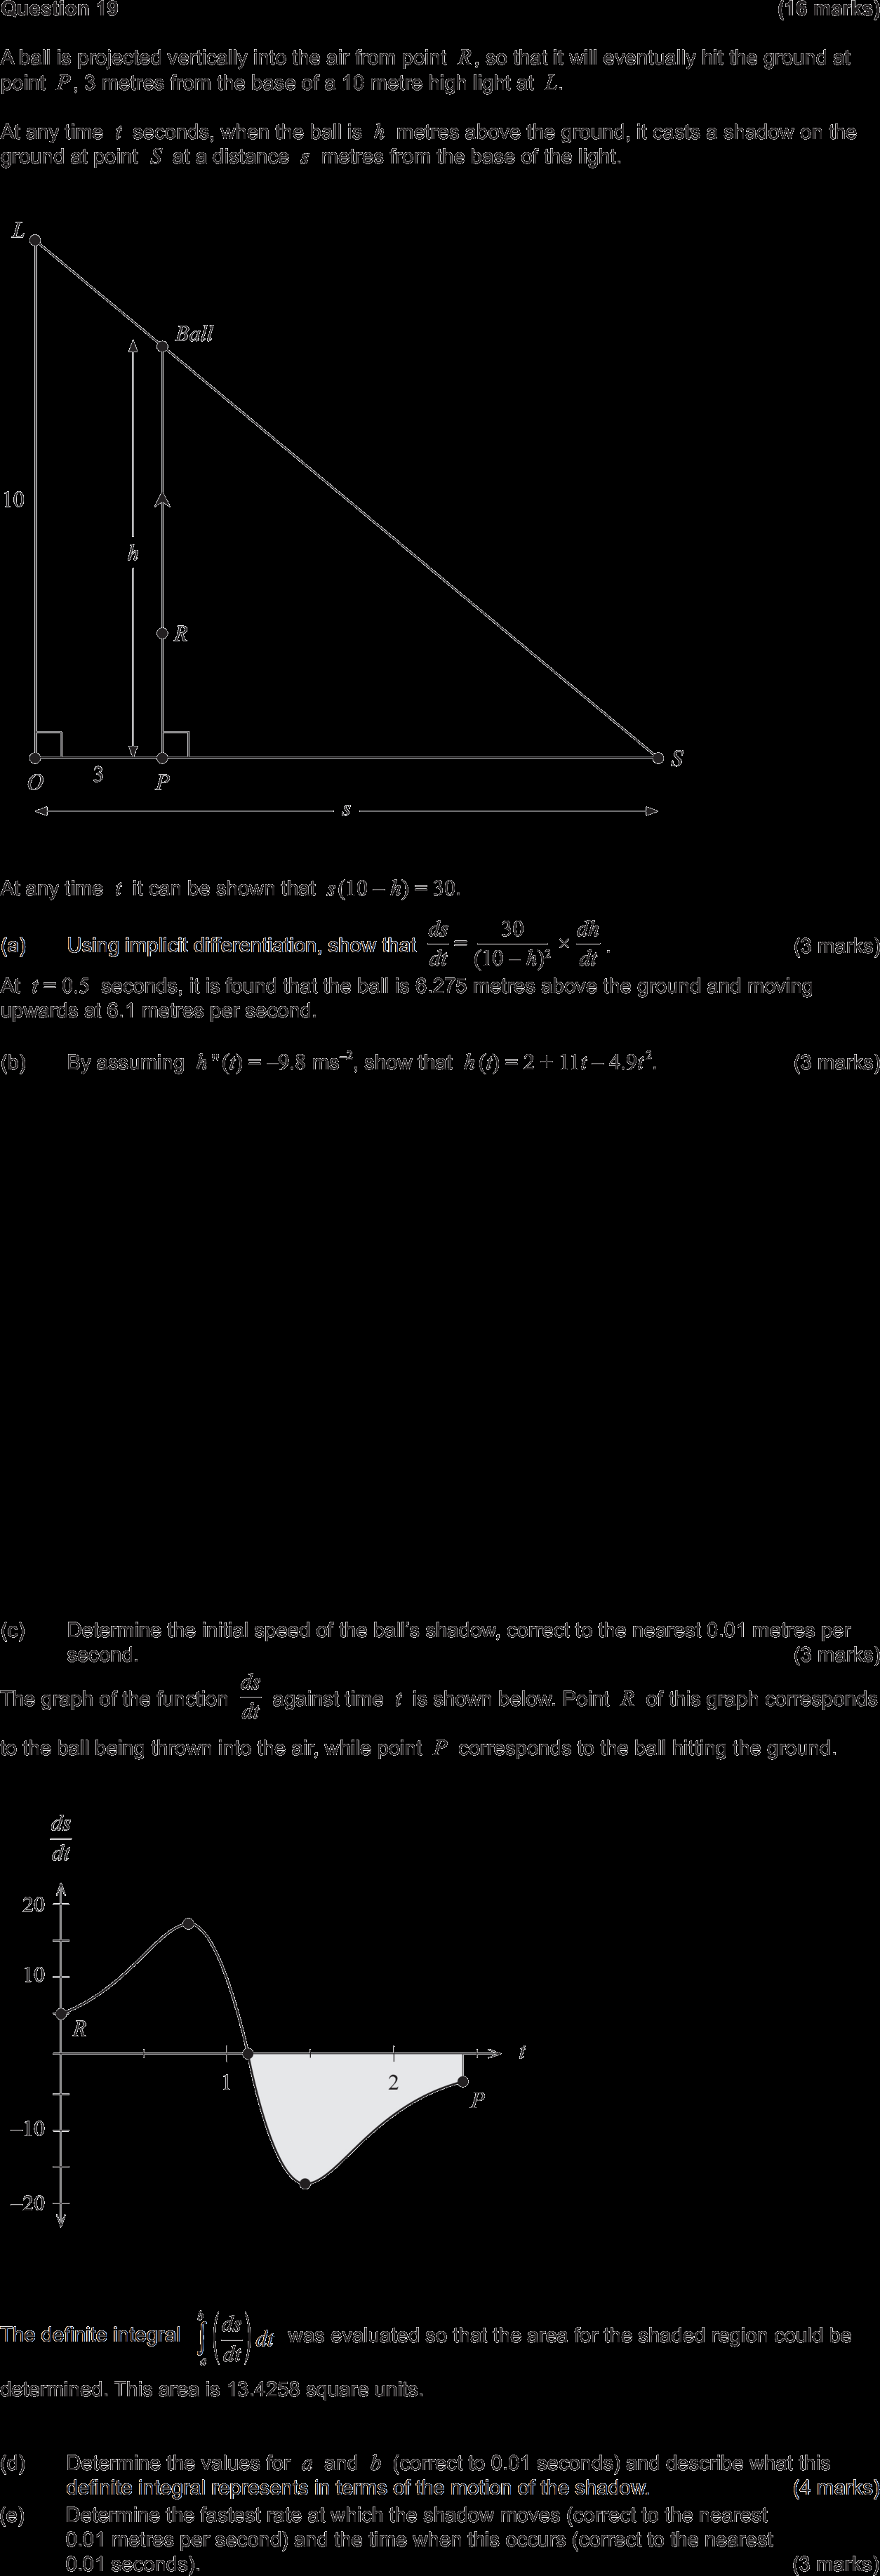 Question 19 (16 marks)
A ball is projected vertically into the air from point R, so that it will eventually hit the ground at
point P, 3 metres from the base of a 10 metre high light at L.
At any time t seconds, when the ball is h metres above the ground, it casts a shadow on the
ground at point S at a distance s metres from the base of the light.
L
Ball
10
h
R
O 3 P S
s
At any time t it can be shown that s(10 – h) = 30.
(a) Using implicit differentiation, show that ds/dt = 30/(10 – h)² × dh/dt. (3 marks)
At t = 0.5 seconds, it is found that the ball is 6.275 metres above the ground and moving
upwards at 6.1 metres per second.
(b) By assuming h"(t) = –9.8 ms⁻², show that h(t) = 2 + 11t – 4.9t². (3 marks)
(c) Determine the initial speed of the ball's shadow, correct to the nearest 0.01 metres per
second. (3 marks)
The graph of the function ds/dt against time t is shown below. Point R of this graph corresponds
to the ball being thrown into the air, while point P corresponds to the ball hitting the ground.
ds/dt
20
10
R
t
1 2
P
–10
–20
The definite integral ∫ₐᵇ (ds/dt) dt was evaluated so that the area for the shaded region could be
determined. This area is 13.4258 square units.
(d) Determine the values for a and b (correct to 0.01 seconds) and describe what this
definite integral represents in terms of the motion of the shadow. (4 marks)
(e) Determine the fastest rate at which the shadow moves (correct to the nearest
0.01 metres per second) and the time when this occurs (correct to the nearest
0.01 seconds). (3 marks)